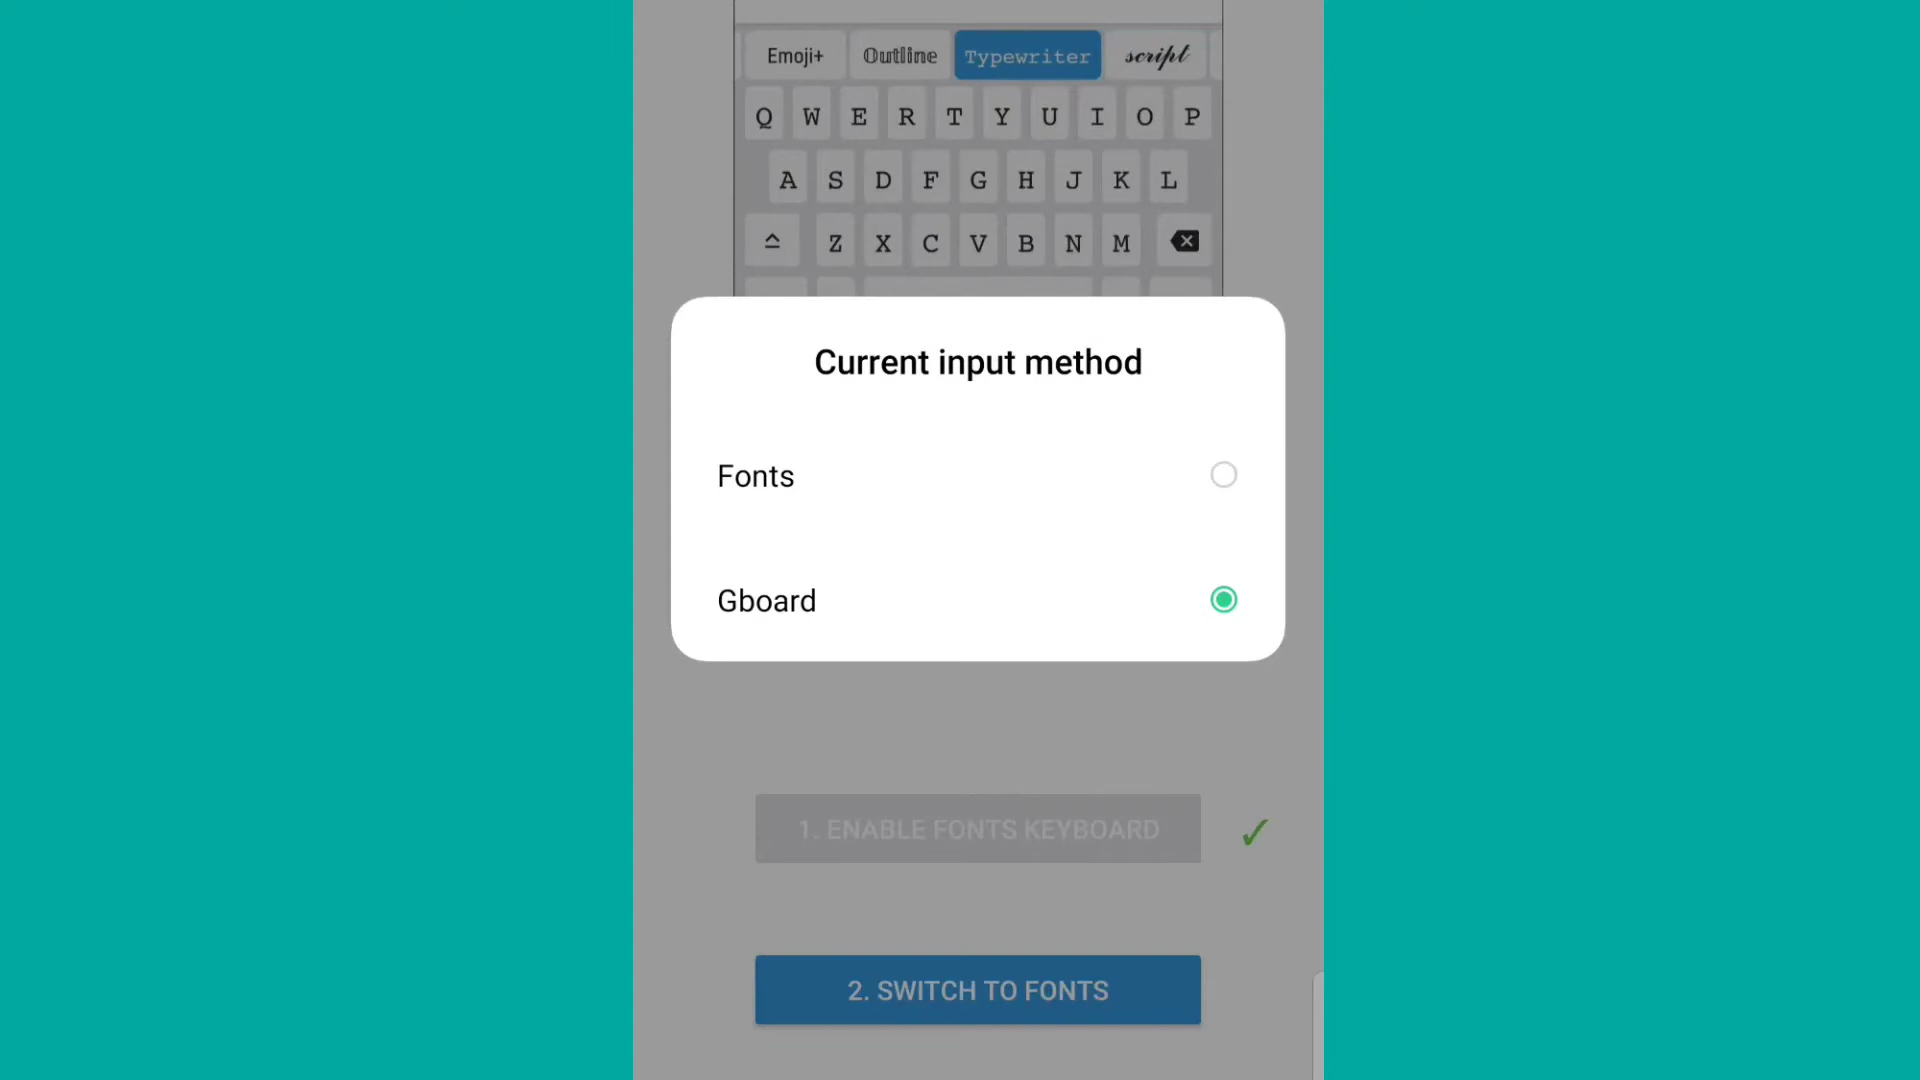 Emoji+ Outline Typewriter script
Q W E R T Y U I O P
A S D F G H J K L
Z X C V B N M
Current input method
Fonts
Gboard
1. ENABLE FONTS KEYBOARD
2. SWITCH TO FONTS